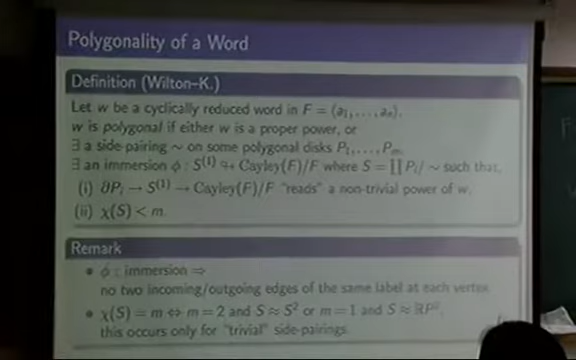 Polygonality of a Word
Definition (Wilton–K.)
Let w be a cyclically reduced word in F = ⟨a₁, . . . , aₙ⟩.
w is polygonal if either w is a proper power, or
∃ a side-pairing ∼ on some polygonal disks P₁, . . . , Pₘ,
∃ an immersion ϕ : S⁽¹⁾ ↬ Cayley(F)/F where S = ∐ Pᵢ/ ∼ such that,
(i) ∂Pᵢ → S⁽¹⁾ → Cayley(F)/F "reads" a non-trivial power of w,
(ii) χ(S) < m.
Remark
• ϕ : immersion ⇒
no two incoming/outgoing edges of the same label at each vertex.
• χ(S) = m ⇔ m = 2 and S ≈ S² or m = 1 and S ≈ ℝP²,
this occurs only for "trivial" side-pairings.